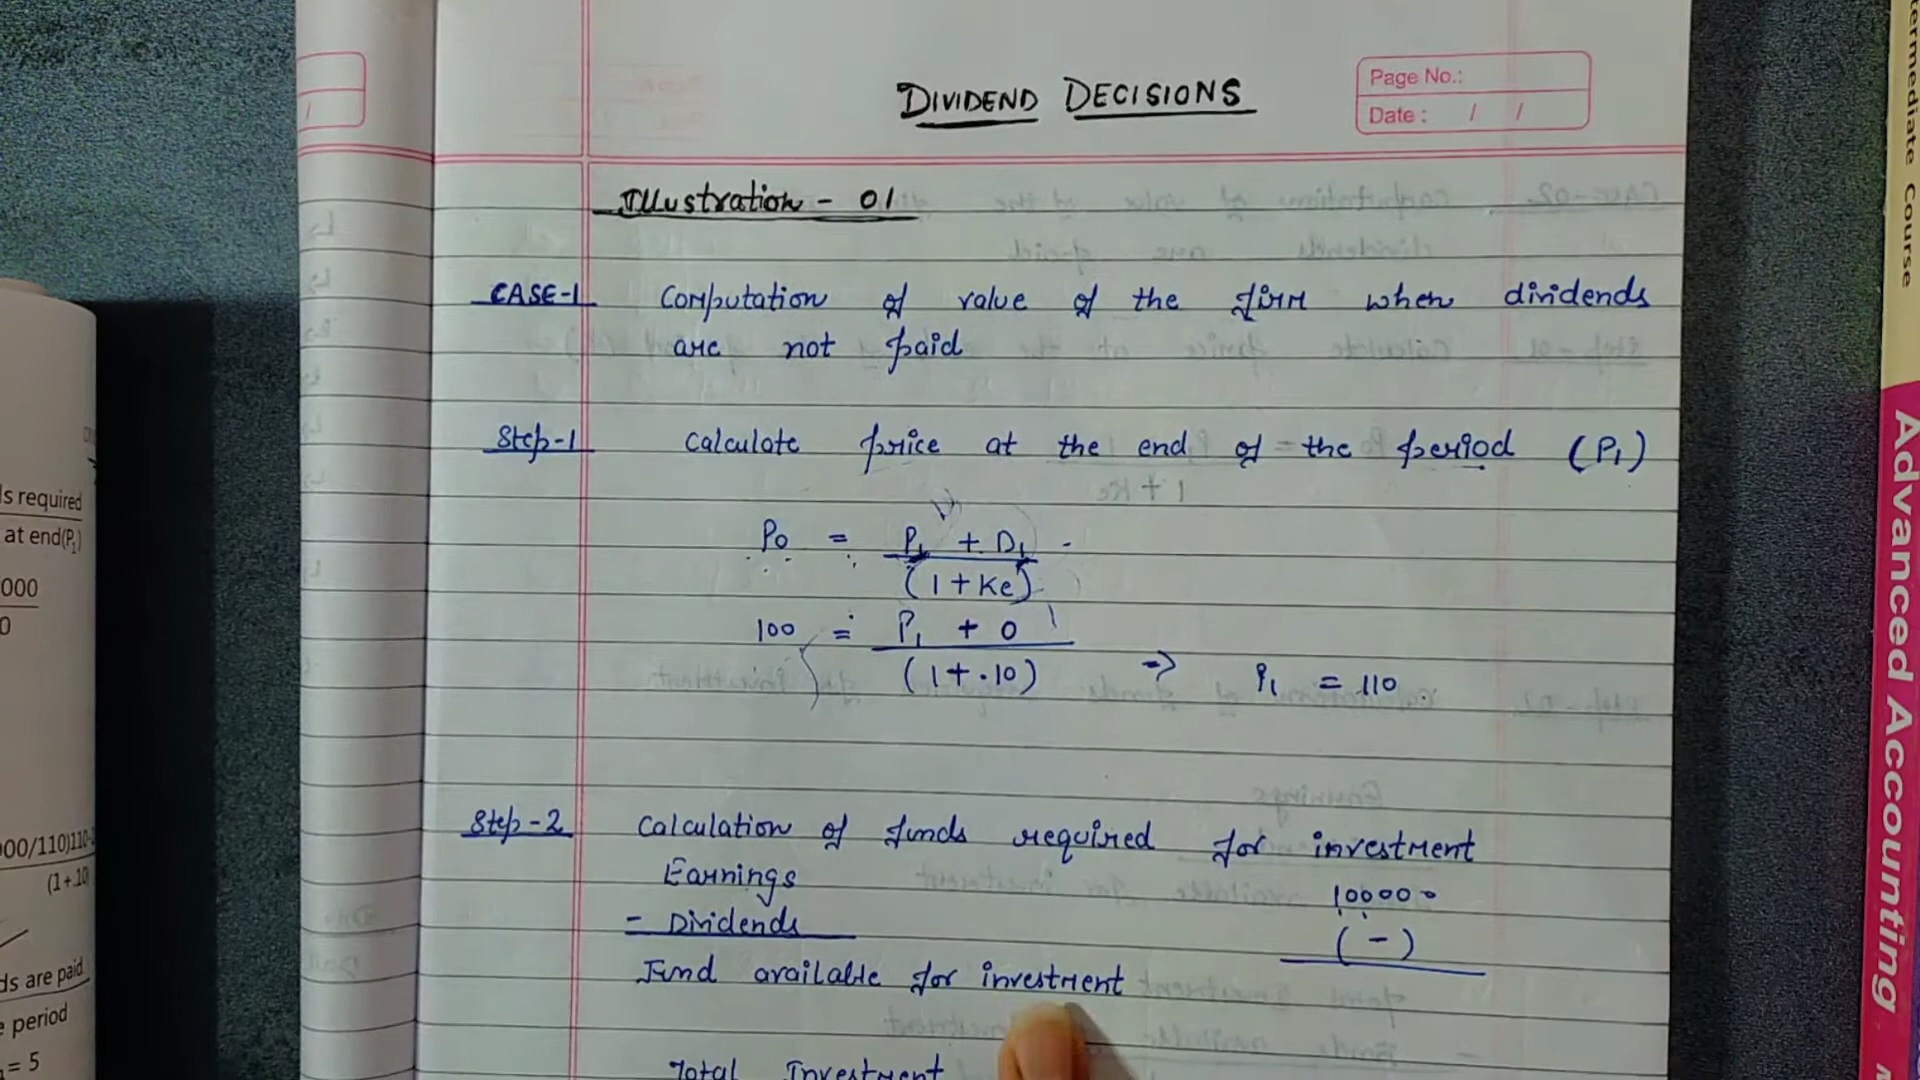 DIVIDEND DECISIONS
Page No.:
Date : / /
Illustration - 01
CASE-1 Computation of value of the firm when dividends
are not paid
Step-1 Calculate price at the end of the period (P₁)
P0 = P₁ + D₁
(1+Ke)
100 = P₁ + 0
(1+.10) => P₁ = 110
Step-2 Calculation of funds required for investment
Earnings 100000
- Dividends (-)
Fund available for investment
Total Investment
s required
at end(P₁)
000
0
00/110)110-
(1+.10
ds are paid
period
= 5
termediate Course
Advanced Accounting